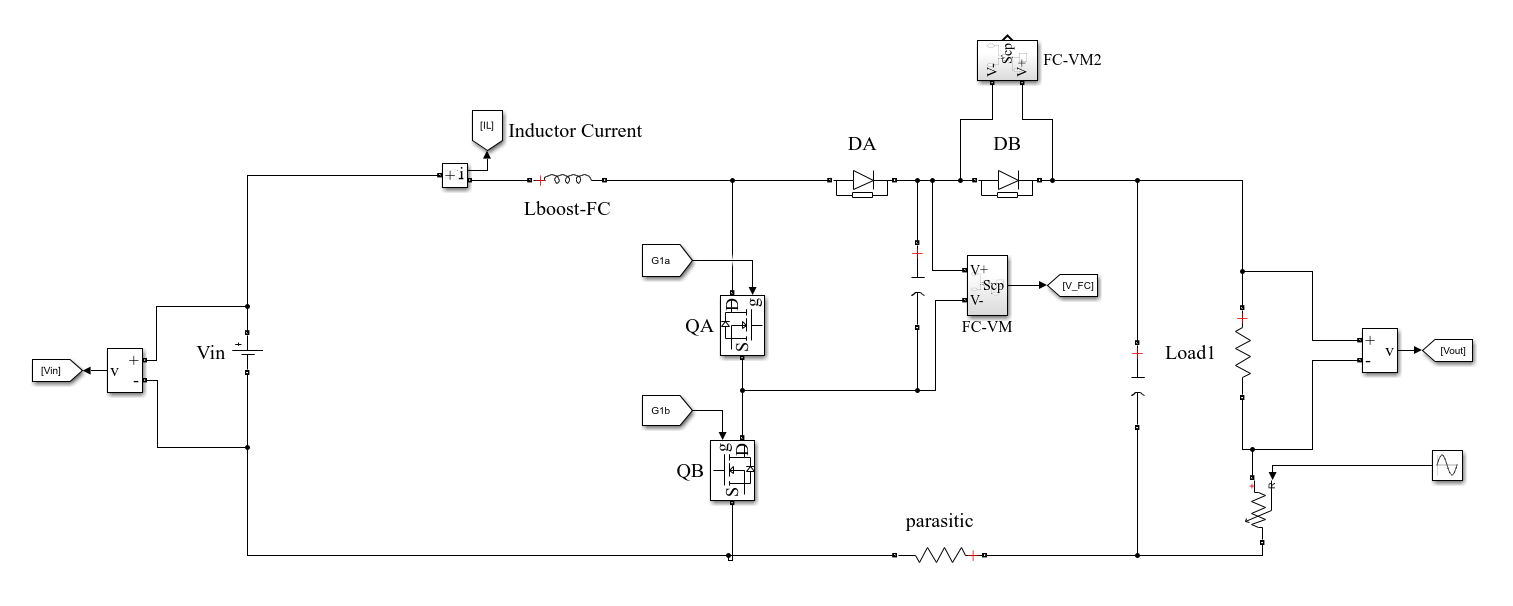 Scp
V-
V+
FC-VM2
[IL]
Inductor Current
DA
DB
+ i
Lboost-FC
G1a
D
g
S
QA
V+
Scp
V-
[V_FC]
FC-VM
[Vin]
v
+
-
Vin
+
Load1
+
-
v
[Vout]
G1b
g
D
S
QB
R
parasitic